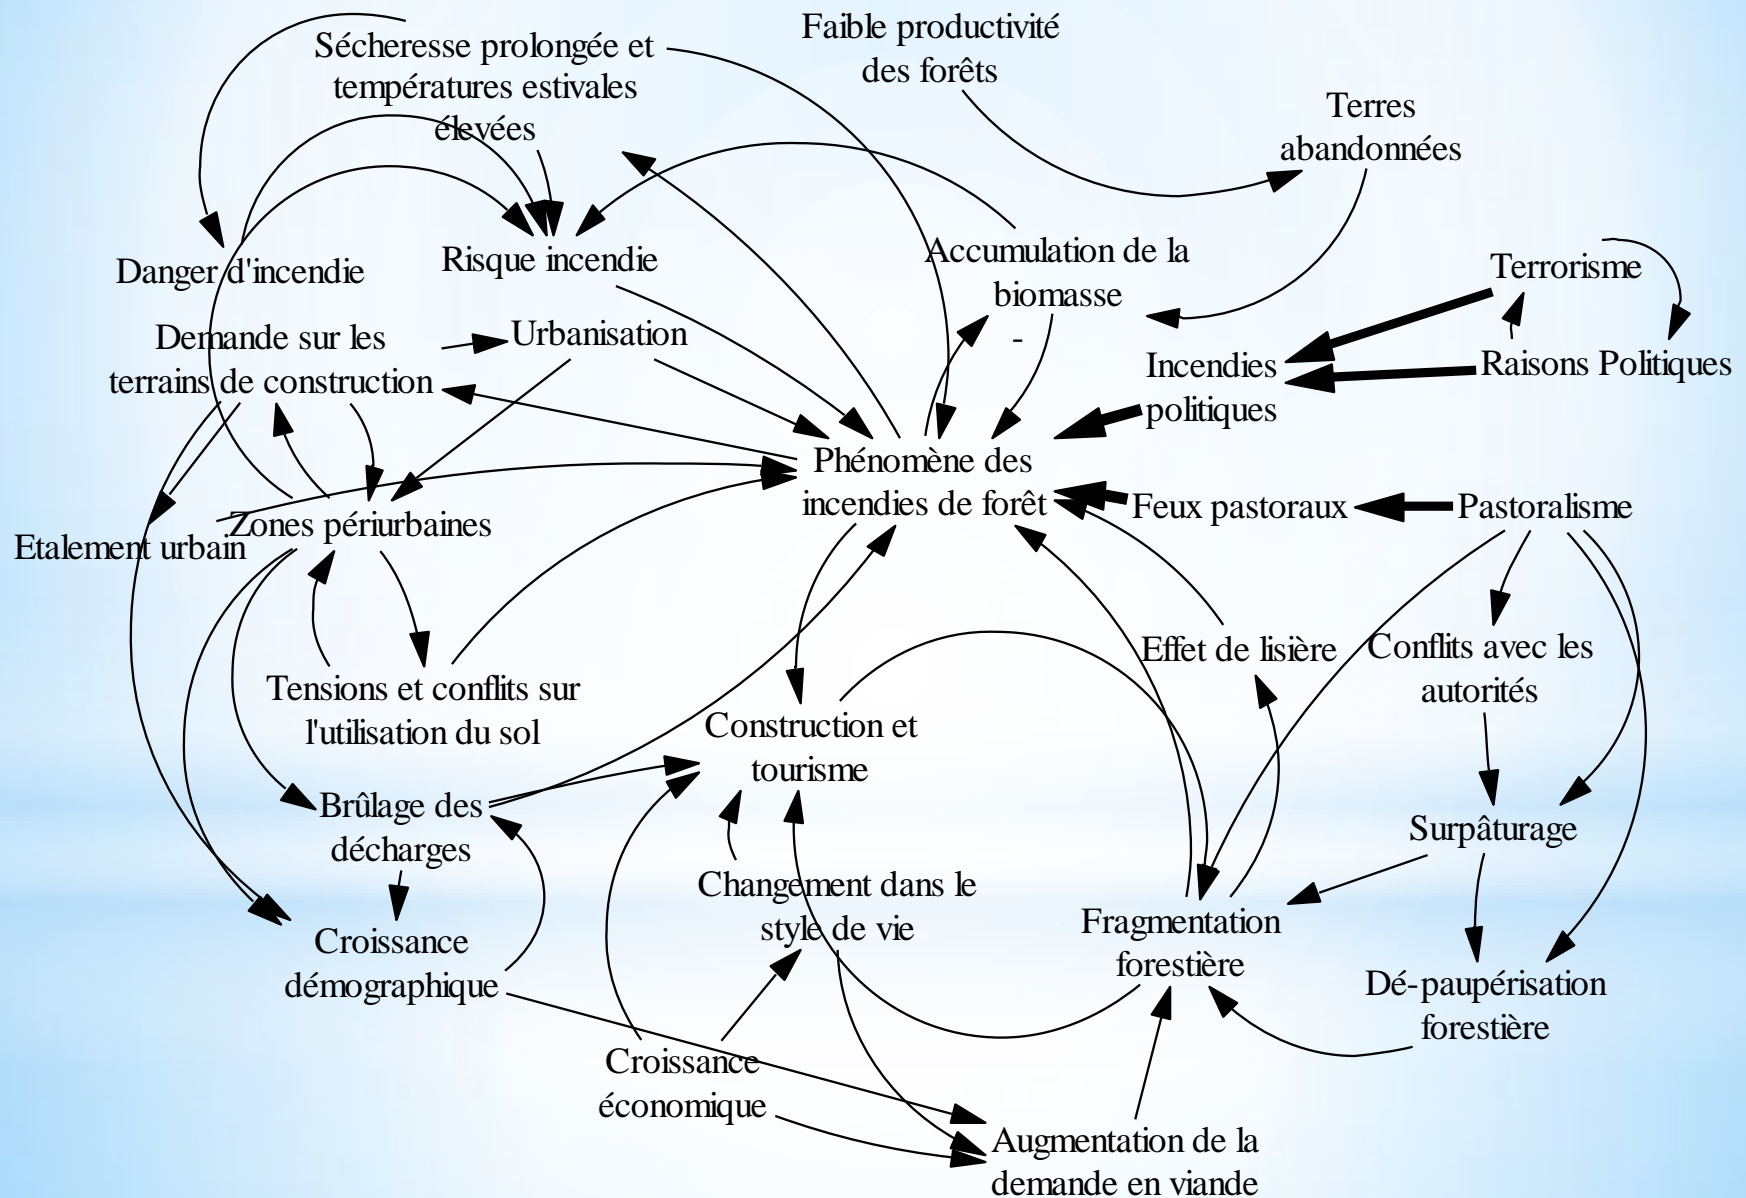 Sécheresse prolongée et
températures estivales
élevées
Faible productivité
des forêts
Terres
abandonnées
Danger d'incendie
Risque incendie
Accumulation de la
biomasse
-
Terrorisme
Demande sur les
terrains de construction
Urbanisation
Incendies
politiques
Raisons Politiques
Phénomène des
incendies de forêt
Feux pastoraux
Pastoralisme
Etalement urbain
Zones périurbaines
Tensions et conflits sur
l'utilisation du sol
Effet de lisière
Conflits avec les
autorités
Construction et
tourisme
Brûlage des
décharges
Surpâturage
Changement dans le
style de vie
Fragmentation
forestière
Croissance
démographique
Dé-paupérisation
forestière
Croissance
économique
Augmentation de la
demande en viande